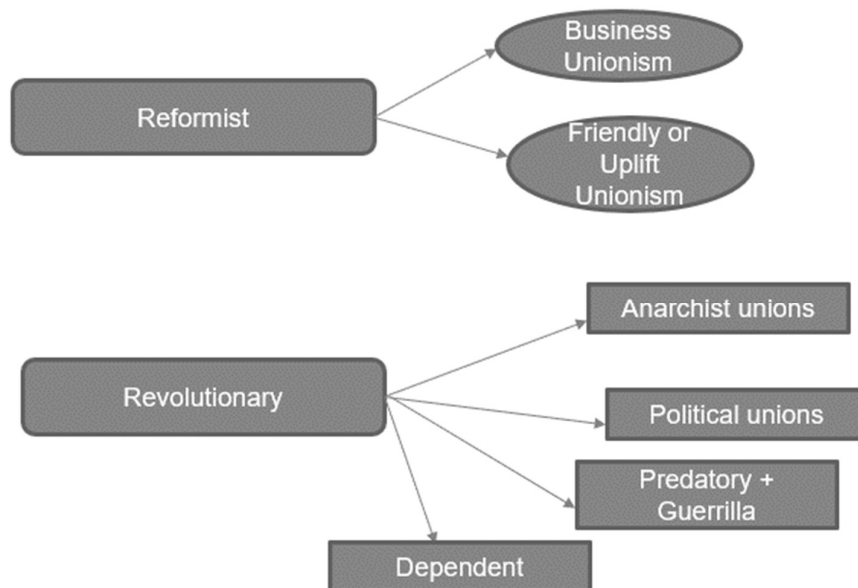 Business
Unionism
Reformist
Friendly or
Uplift
Unionism
Anarchist unions
Revolutionary
Political unions
Predatory +
Guerrilla
Dependent